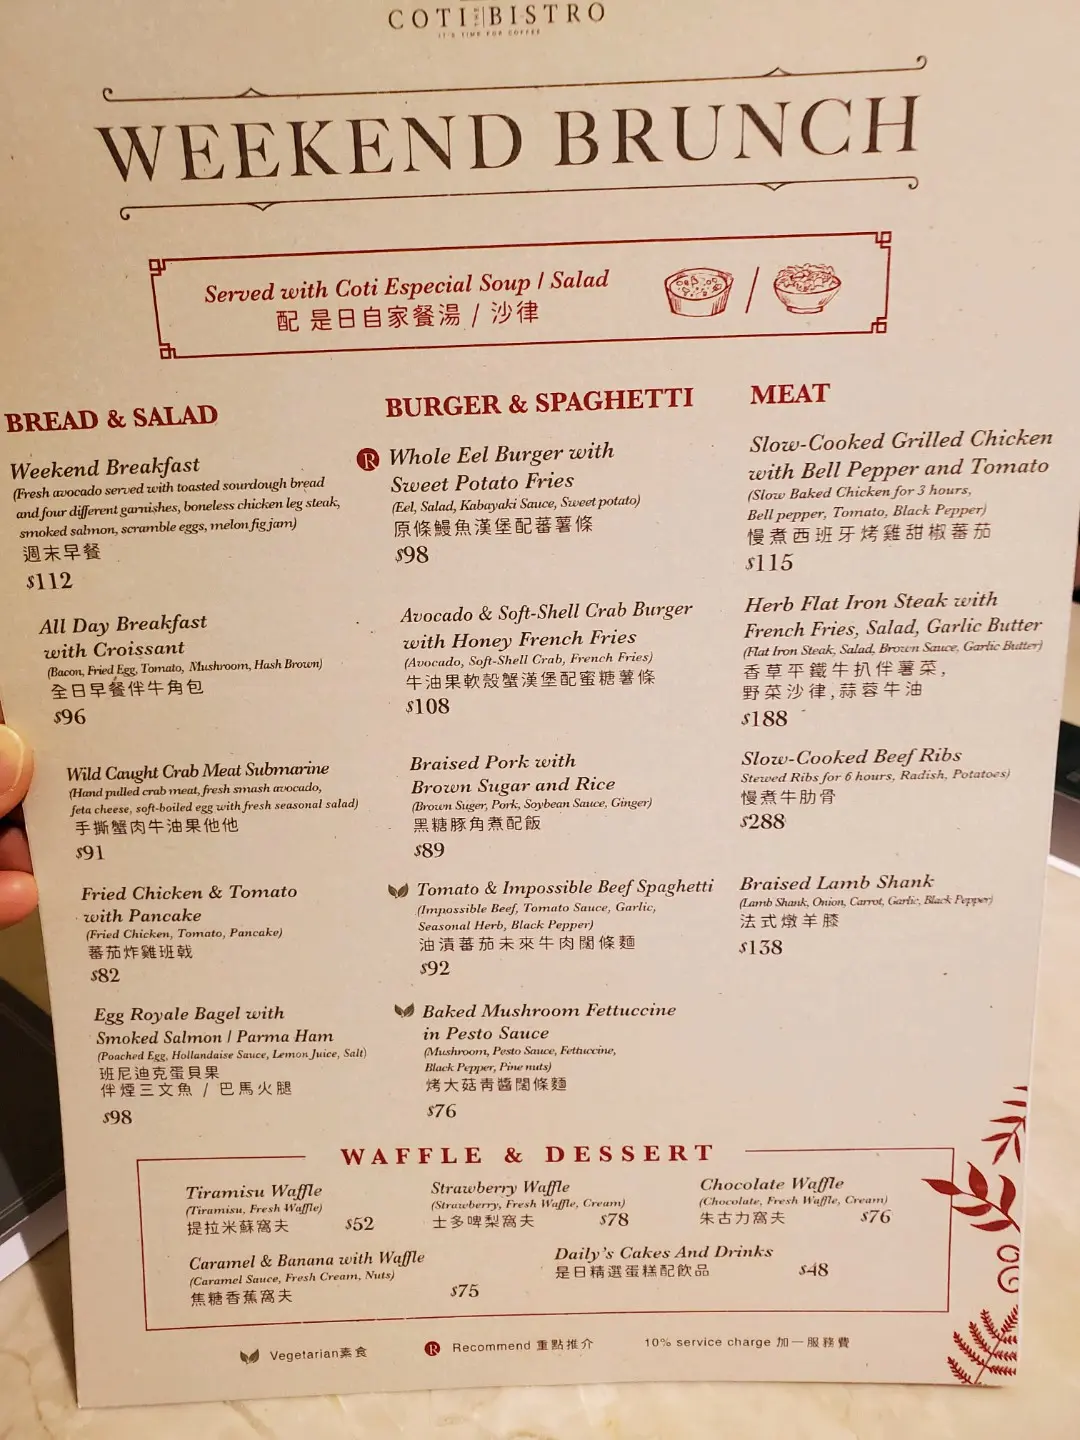 COTI BISTRO
IT'S TIME FOR COFFEE
WEEKEND BRUNCH
Served with Coti Especial Soup / Salad
配 是日自家餐湯 / 沙律
BREAD & SALAD
Weekend Breakfast
(Fresh avocado served with toasted sourdough bread
and four different garnishes, boneless chicken leg steak,
smoked salmon, scramble eggs, melon fig jam)
週末早餐
$112
All Day Breakfast
with Croissant
(Bacon, Fried Egg, Tomato, Mushroom, Hash Brown)
全日早餐伴牛角包
$96
Wild Caught Crab Meat Submarine
(Hand pulled crab meat, fresh smash avocado,
feta cheese, soft-boiled egg with fresh seasonal salad)
手撕蟹肉牛油果他他
$91
Fried Chicken & Tomato
with Pancake
(Fried Chicken, Tomato, Pancake)
蕃茄炸雞班戟
$82
Egg Royale Bagel with
Smoked Salmon / Parma Ham
(Poached Egg, Hollandaise Sauce, Lemon Juice, Salt)
班尼迪克蛋貝果
伴煙三文魚 / 巴馬火腿
$98
BURGER & SPAGHETTI
R Whole Eel Burger with
Sweet Potato Fries
(Eel, Salad, Kabayaki Sauce, Sweet potato)
原條鰻魚漢堡配蕃薯條
$98
Avocado & Soft-Shell Crab Burger
with Honey French Fries
(Avocado, Soft-Shell Crab, French Fries)
牛油果軟殼蟹漢堡配蜜糖薯條
$108
Braised Pork with
Brown Sugar and Rice
(Brown Suger, Pork, Soybean Sauce, Ginger)
黑糖豚角煮配飯
$89
Tomato & Impossible Beef Spaghetti
(Impossible Beef, Tomato Sauce, Garlic,
Seasonal Herb, Black Pepper)
油漬蕃茄未來牛肉闊條麵
$92
Baked Mushroom Fettuccine
in Pesto Sauce
(Mushroom, Pesto Sauce, Fettuccine,
Black Pepper, Pine nuts)
烤大菇青醬闊條麵
$76
MEAT
Slow-Cooked Grilled Chicken
with Bell Pepper and Tomato
(Slow Baked Chicken for 3 hours,
Bell pepper, Tomato, Black Pepper)
慢煮西班牙烤雞甜椒蕃茄
$115
Herb Flat Iron Steak with
French Fries, Salad, Garlic Butter
(Flat Iron Steak, Salad, Brown Sauce, Garlic Butter)
香草平鐵牛扒伴薯菜,
野菜沙律,蒜蓉牛油
$188
Slow-Cooked Beef Ribs
Stewed Ribs for 6 hours, Radish, Potatoes)
慢煮牛肋骨
$288
Braised Lamb Shank
(Lamb Shank, Onion, Carrot, Garlic, Black Pepper)
法式燉羊膝
$138
WAFFLE & DESSERT
Tiramisu Waffle
(Tiramisu, Fresh Waffle)
提拉米蘇窩夫 $52
Strawberry Waffle
(Strawberry, Fresh Waffle, Cream)
士多啤梨窩夫 $78
Chocolate Waffle
(Chocolate, Fresh Waffle, Cream)
朱古力窩夫 $76
Caramel & Banana with Waffle
(Caramel Sauce, Fresh Cream, Nuts)
焦糖香蕉窩夫 $75
Daily's Cakes And Drinks
是日精選蛋糕配飲品 $48
Vegetarian素食
R Recommend 重點推介
10% service charge 加一服務費